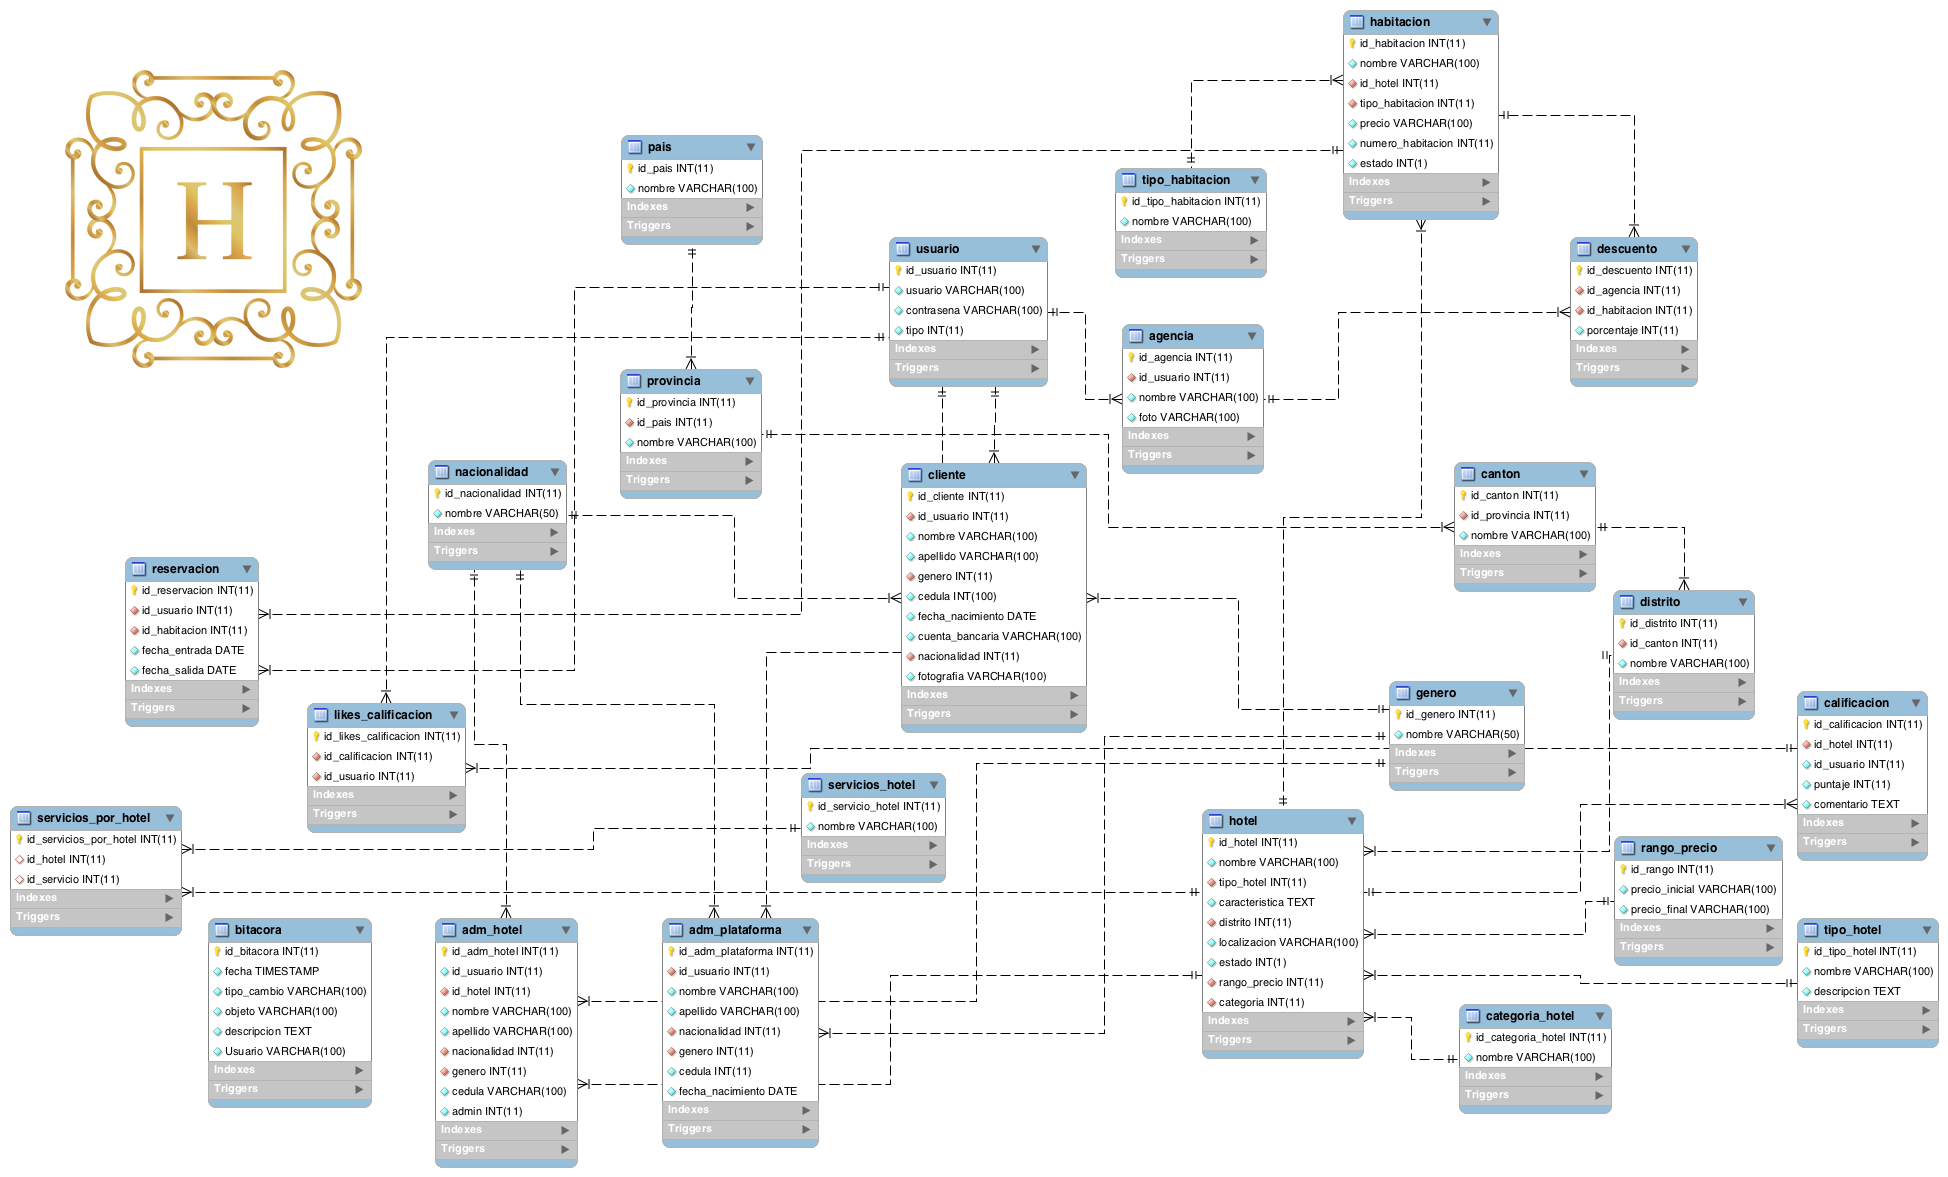 H
habitacion
id_habitacion INT(11)
nombre VARCHAR(100)
id_hotel INT(11)
tipo_habitacion INT(11)
precio VARCHAR(100)
numero_habitacion INT(11)
estado INT(1)
Indexes
Triggers
pais
id_pais INT(11)
nombre VARCHAR(100)
Indexes
Triggers
tipo_habitacion
id_tipo_habitacion INT(11)
nombre VARCHAR(100)
Indexes
Triggers
usuario
id_usuario INT(11)
usuario VARCHAR(100)
contrasena VARCHAR(100)
tipo INT(11)
Indexes
Triggers
descuento
id_descuento INT(11)
id_agencia INT(11)
id_habitacion INT(11)
porcentaje INT(11)
Indexes
Triggers
agencia
id_agencia INT(11)
id_usuario INT(11)
nombre VARCHAR(100)
foto VARCHAR(100)
Indexes
Triggers
provincia
id_provincia INT(11)
id_pais INT(11)
nombre VARCHAR(100)
Indexes
Triggers
nacionalidad
id_nacionalidad INT(11)
nombre VARCHAR(50)
Indexes
Triggers
cliente
id_cliente INT(11)
id_usuario INT(11)
nombre VARCHAR(100)
apellido VARCHAR(100)
genero INT(11)
cedula INT(100)
fecha_nacimiento DATE
cuenta_bancaria VARCHAR(100)
nacionalidad INT(11)
fotografia VARCHAR(100)
Indexes
Triggers
canton
id_canton INT(11)
id_provincia INT(11)
nombre VARCHAR(100)
Indexes
Triggers
reservacion
id_reservacion INT(11)
id_usuario INT(11)
id_habitacion INT(11)
fecha_entrada DATE
fecha_salida DATE
Indexes
Triggers
distrito
id_distrito INT(11)
id_canton INT(11)
nombre VARCHAR(100)
Indexes
Triggers
genero
id_genero INT(11)
nombre VARCHAR(50)
Indexes
Triggers
calificacion
id_calificacion INT(11)
id_hotel INT(11)
id_usuario INT(11)
puntaje INT(11)
comentario TEXT
Indexes
Triggers
likes_calificacion
id_likes_calificacion INT(11)
id_calificacion INT(11)
id_usuario INT(11)
Indexes
Triggers
servicios_hotel
id_servicio_hotel INT(11)
nombre VARCHAR(100)
Indexes
Triggers
servicios_por_hotel
id_servicios_por_hotel INT(11)
id_hotel INT(11)
id_servicio INT(11)
Indexes
Triggers
hotel
id_hotel INT(11)
nombre VARCHAR(100)
tipo_hotel INT(11)
caracteristica TEXT
distrito INT(11)
localizacion VARCHAR(100)
estado INT(1)
rango_precio INT(11)
categoria INT(11)
Indexes
Triggers
rango_precio
id_rango INT(11)
precio_inicial VARCHAR(100)
precio_final VARCHAR(100)
Indexes
Triggers
bitacora
id_bitacora INT(11)
fecha TIMESTAMP
tipo_cambio VARCHAR(100)
objeto VARCHAR(100)
descripcion TEXT
Usuario VARCHAR(100)
Indexes
Triggers
adm_hotel
id_adm_hotel INT(11)
id_usuario INT(11)
id_hotel INT(11)
nombre VARCHAR(100)
apellido VARCHAR(100)
nacionalidad INT(11)
genero INT(11)
cedula VARCHAR(100)
admin INT(11)
Indexes
Triggers
adm_plataforma
id_adm_plataforma INT(11)
id_usuario INT(11)
nombre VARCHAR(100)
apellido VARCHAR(100)
nacionalidad INT(11)
genero INT(11)
cedula INT(11)
fecha_nacimiento DATE
Indexes
Triggers
tipo_hotel
id_tipo_hotel INT(11)
nombre VARCHAR(100)
descripcion TEXT
Indexes
Triggers
categoria_hotel
id_categoria_hotel INT(11)
nombre VARCHAR(100)
Indexes
Triggers